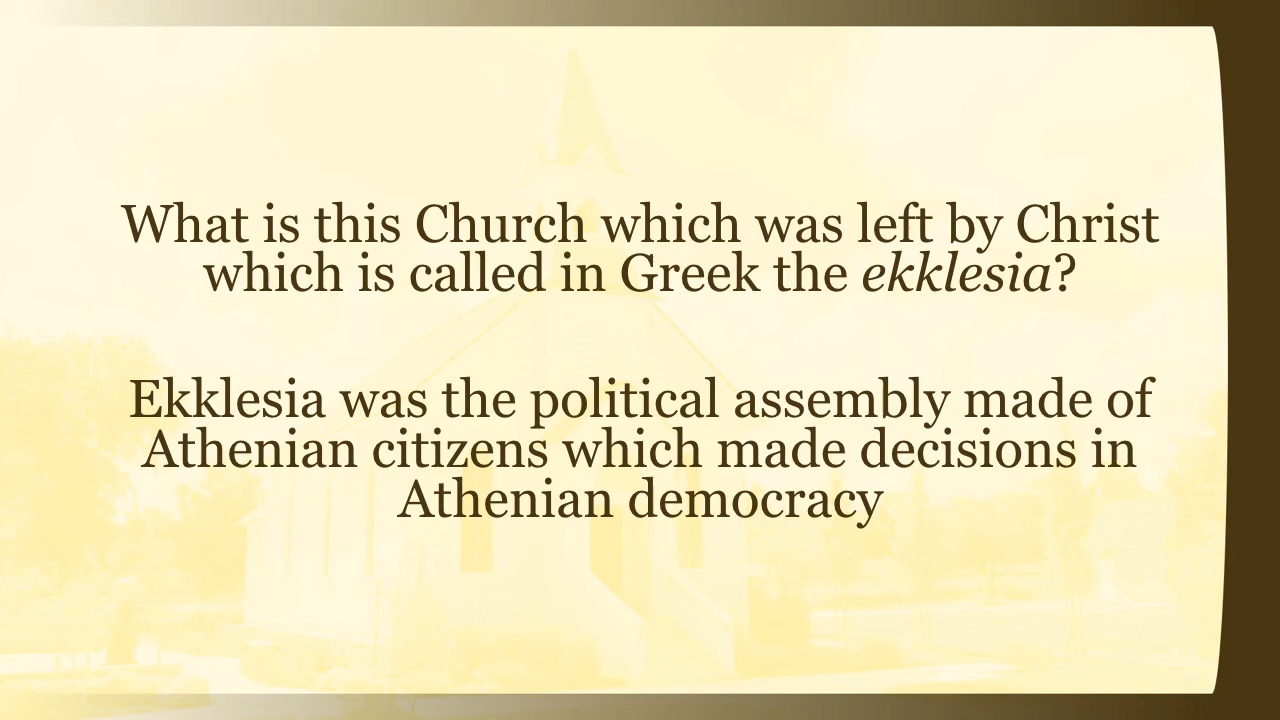 What is this Church which was left by Christ
which is called in Greek the ekklesia?
Ekklesia was the political assembly made of
Athenian citizens which made decisions in
Athenian democracy